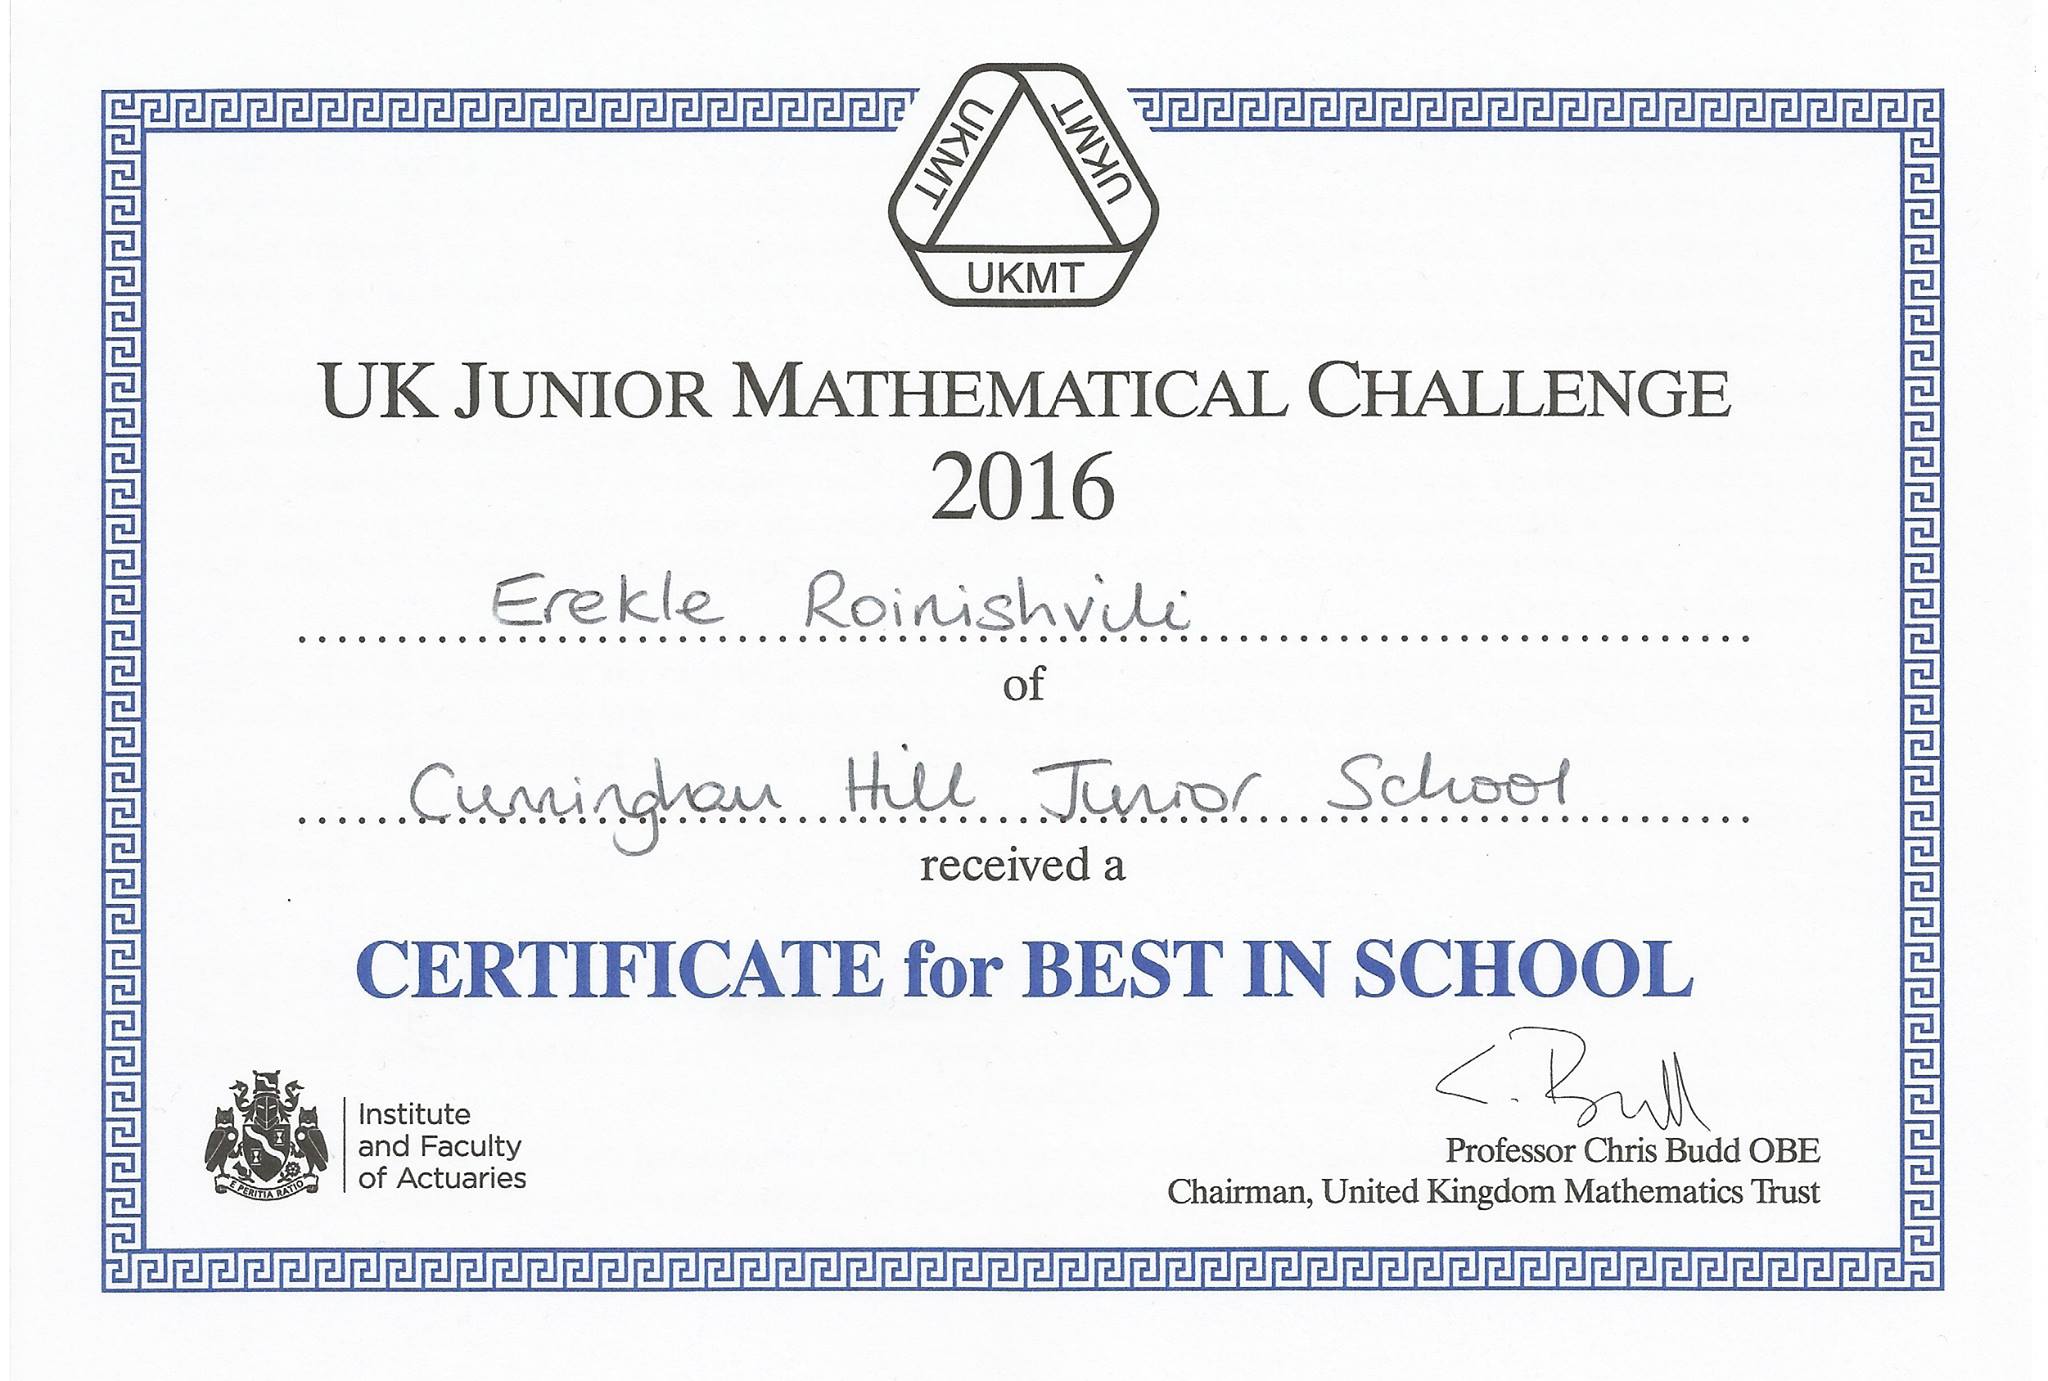 UKMT
UKMT
UKMT
UK JUNIOR MATHEMATICAL CHALLENGE
2016
Erekle Roinishvili
of
Cunningham Hill Junior School
received a
CERTIFICATE for BEST IN SCHOOL
C. Budd
Institute
and Faculty
of Actuaries
E PERITIA RATIO
Professor Chris Budd OBE
Chairman, United Kingdom Mathematics Trust